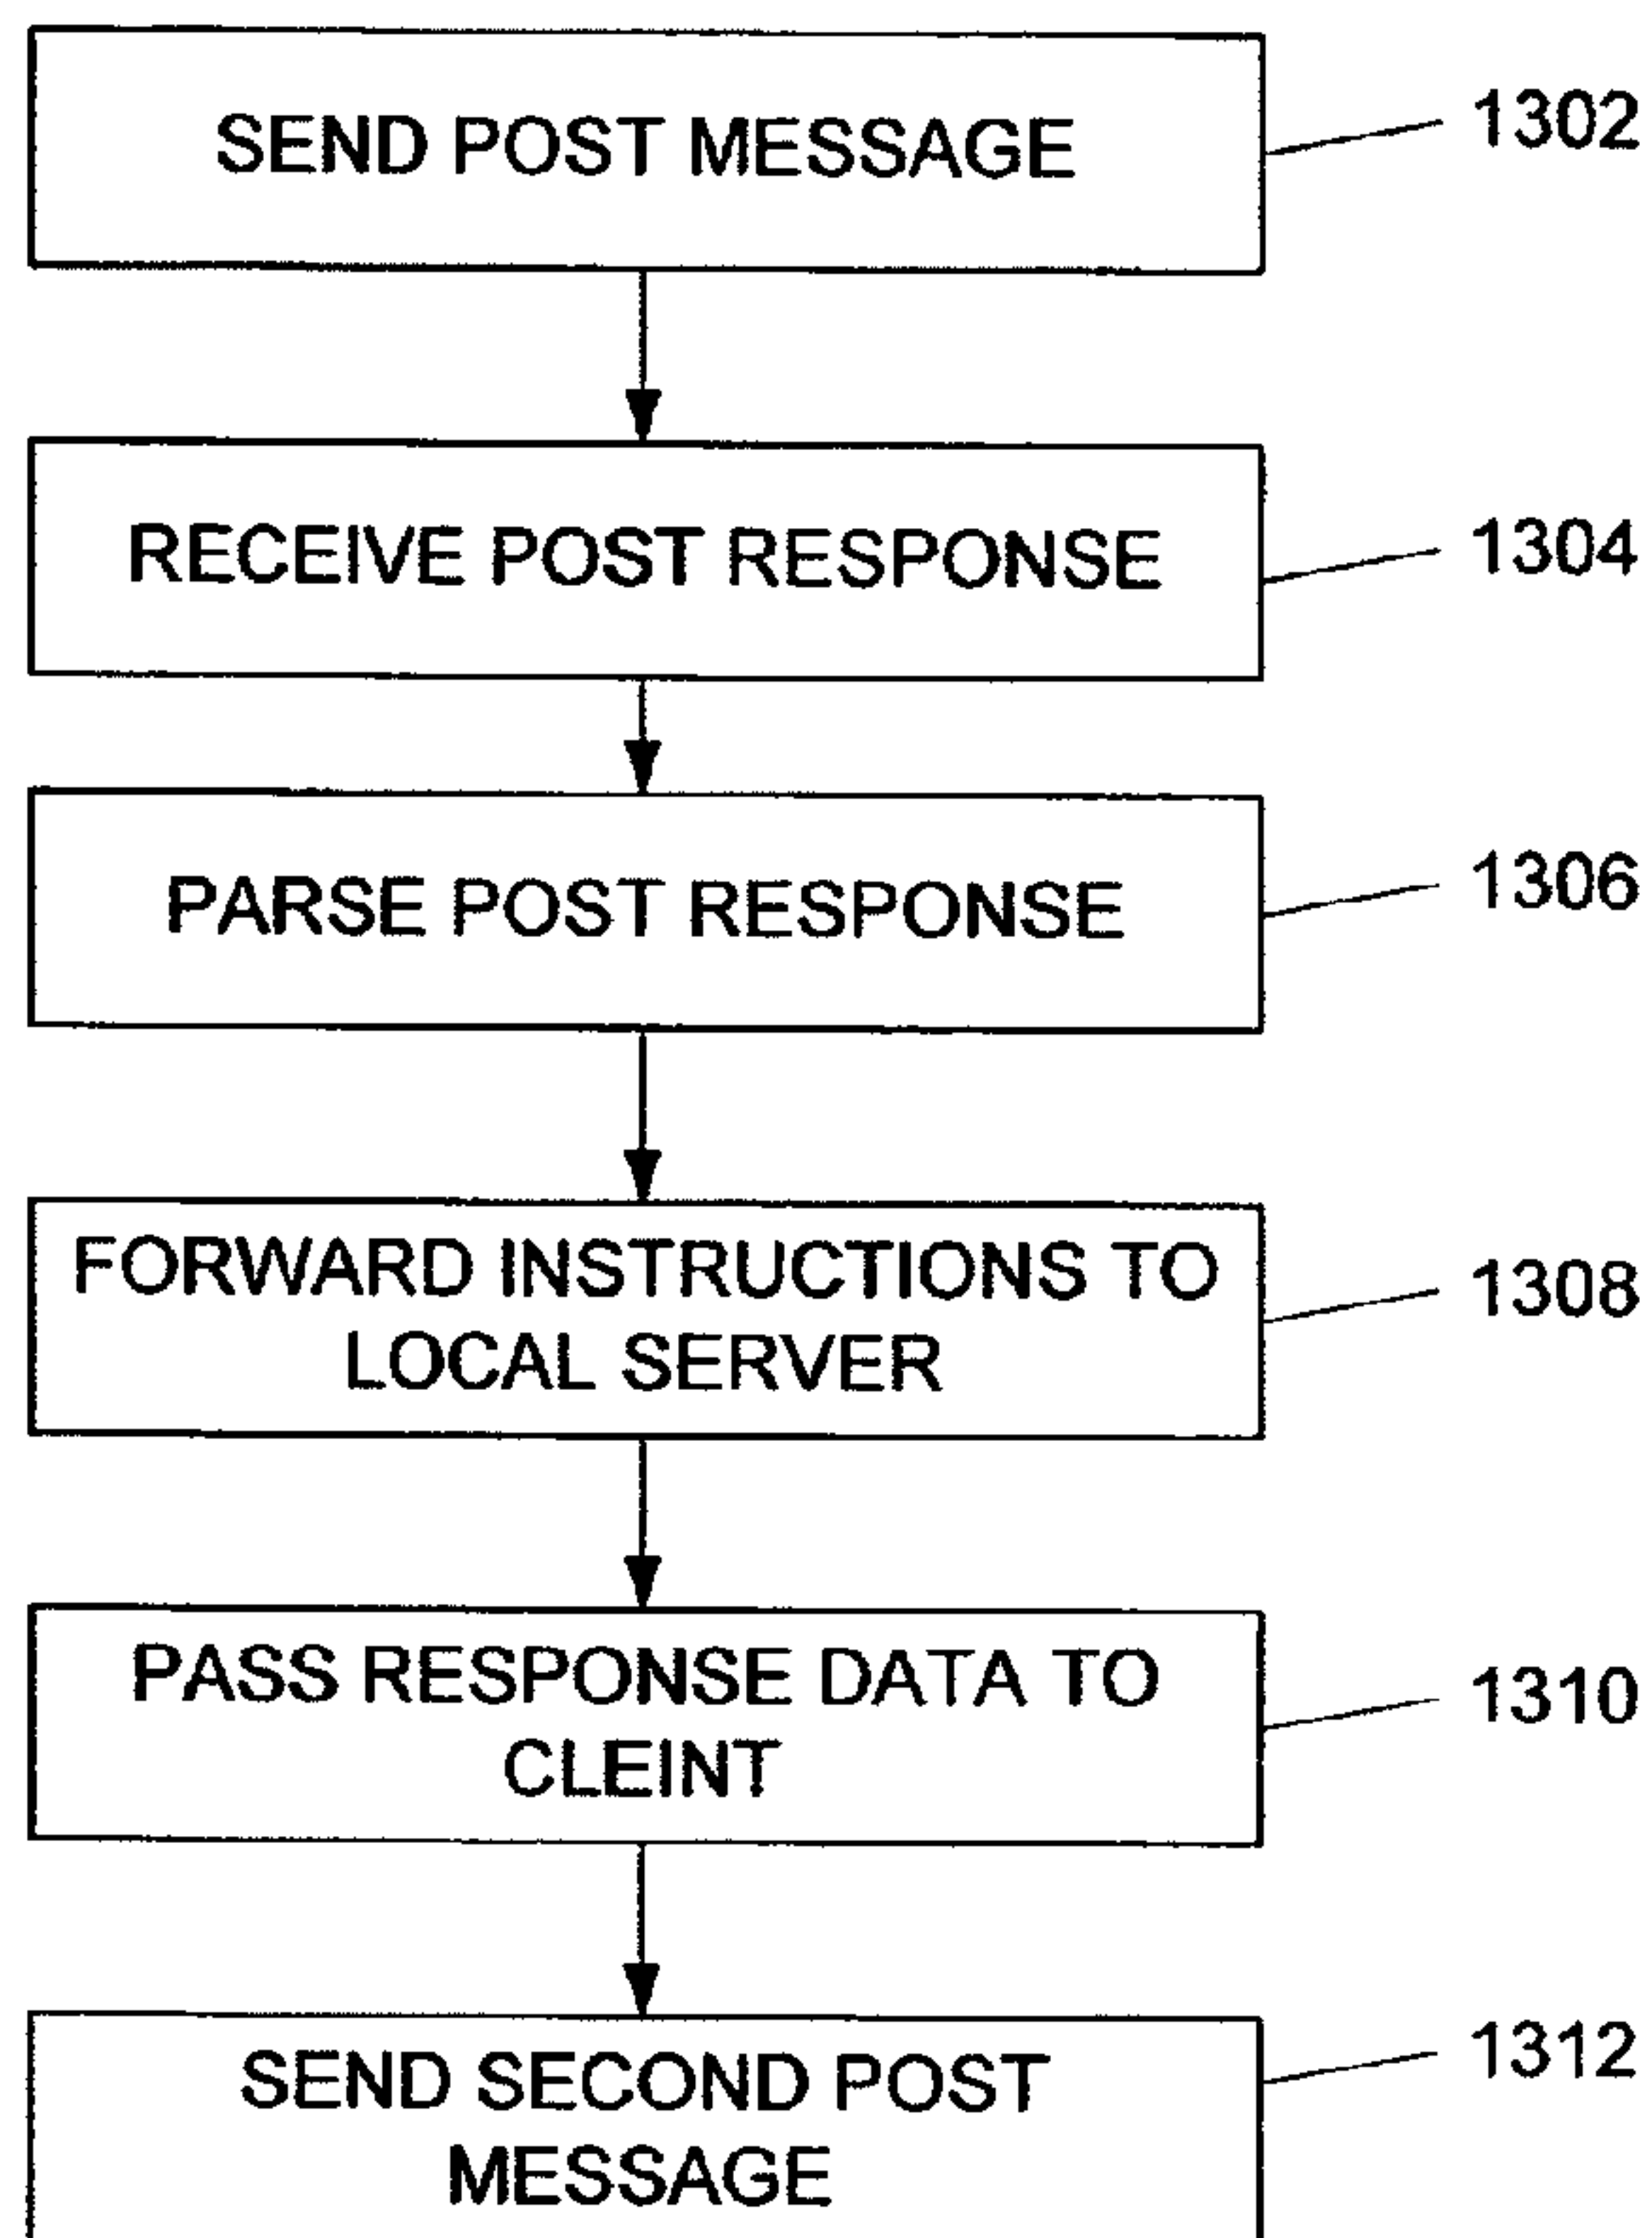 SEND POST MESSAGE
1302
RECEIVE POST RESPONSE
1304
PARSE POST RESPONSE
1306
FORWARD INSTRUCTIONS TO
LOCAL SERVER
1308
PASS RESPONSE DATA TO
CLEINT
1310
SEND SECOND POST
MESSAGE
1312